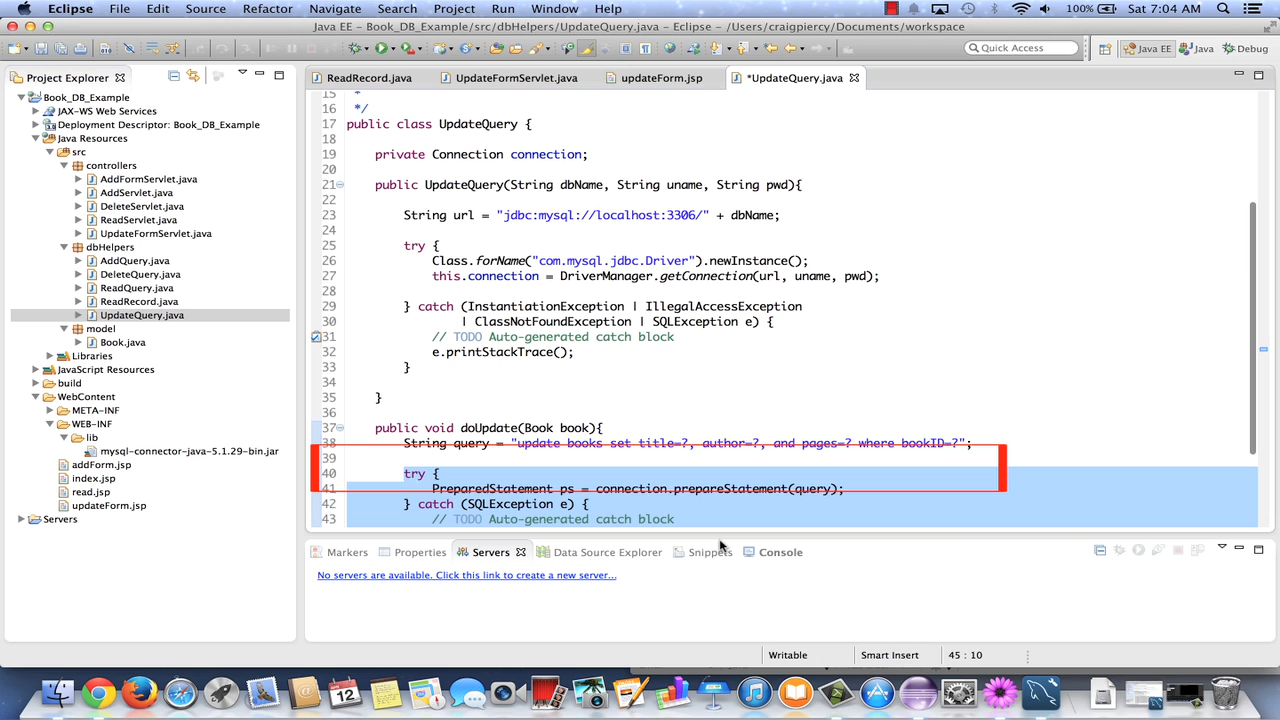 Eclipse File Edit Source Refactor Navigate Search Project Run Window Help 100% Sat 7:04 AM
Java EE - Book_DB_Example/src/dbHelpers/UpdateQuery.java - Eclipse - /Users/craigpiercy/Documents/workspace
Quick Access Java EE Java Debug
Project Explorer
Book_DB_Example
JAX-WS Web Services
Deployment Descriptor: Book_DB_Example
Java Resources
src
controllers
AddFormServlet.java
AddServlet.java
DeleteServlet.java
ReadServlet.java
UpdateFormServlet.java
dbHelpers
AddQuery.java
DeleteQuery.java
ReadQuery.java
ReadRecord.java
UpdateQuery.java
model
Book.java
Libraries
JavaScript Resources
build
WebContent
META-INF
WEB-INF
lib
mysql-connector-java-5.1.29-bin.jar
addForm.jsp
index.jsp
read.jsp
updateForm.jsp
Servers
ReadRecord.java UpdateFormServlet.java updateForm.jsp *UpdateQuery.java
15 *
16 */
17 public class UpdateQuery {
18
19 private Connection connection;
20
21 public UpdateQuery(String dbName, String uname, String pwd){
22
23 String url = "jdbc:mysql://localhost:3306/" + dbName;
24
25 try {
26 Class.forName("com.mysql.jdbc.Driver").newInstance();
27 this.connection = DriverManager.getConnection(url, uname, pwd);
28
29 } catch (InstantiationException | IllegalAccessException
30 | ClassNotFoundException | SQLException e) {
31 // TODO Auto-generated catch block
32 e.printStackTrace();
33 }
34
35 }
36
37 public void doUpdate(Book book){
38 String query = "update books set title=?, author=?, and pages=? where bookID=?";
39
40 try {
41 PreparedStatement ps = connection.prepareStatement(query);
42 } catch (SQLException e) {
43 // TODO Auto-generated catch block
Markers Properties Servers Data Source Explorer Snippets Console
No servers are available. Click this link to create a new server...
Writable Smart Insert 45 : 10
12